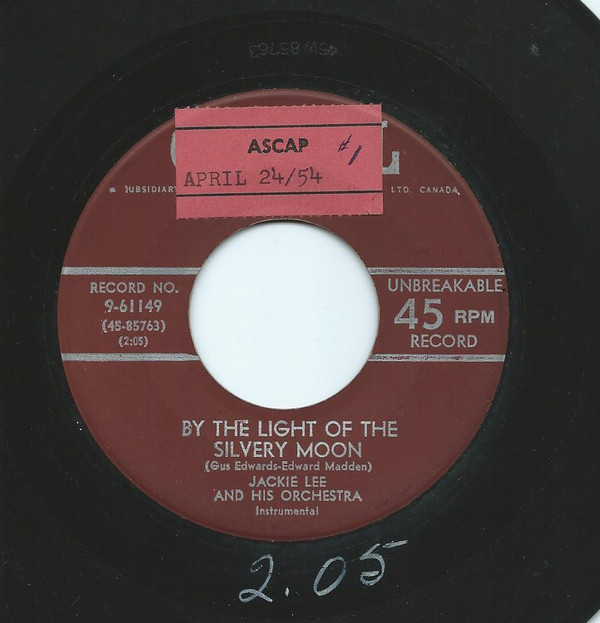 45W 85763
ASCAP #1
APRIL 24/54
SUBSIDIARY LTD. CANADA
RECORD NO.
9-61149
(45-85763)
(2:05)
UNBREAKABLE
45 RPM
RECORD
BY THE LIGHT OF THE
SILVERY MOON
(Gus Edwards-Edward Madden)
JACKIE LEE
AND HIS ORCHESTRA
Instrumental
2.05